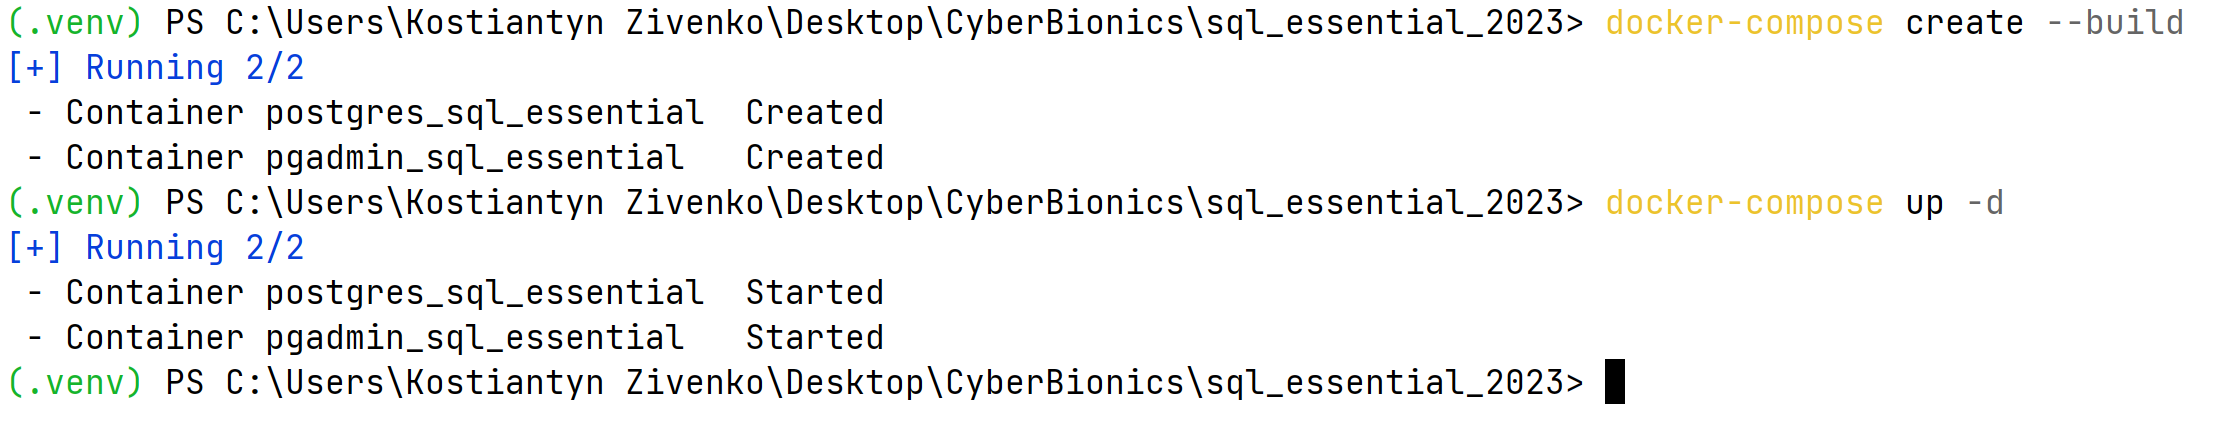 (.venv) PS C:\Users\Kostiantyn Zivenko\Desktop\CyberBionics\sql_essential_2023> docker-compose create --build
[+] Running 2/2
 - Container postgres_sql_essential  Created
 - Container pgadmin_sql_essential   Created
(.venv) PS C:\Users\Kostiantyn Zivenko\Desktop\CyberBionics\sql_essential_2023> docker-compose up -d
[+] Running 2/2
 - Container postgres_sql_essential  Started
 - Container pgadmin_sql_essential   Started
(.venv) PS C:\Users\Kostiantyn Zivenko\Desktop\CyberBionics\sql_essential_2023>